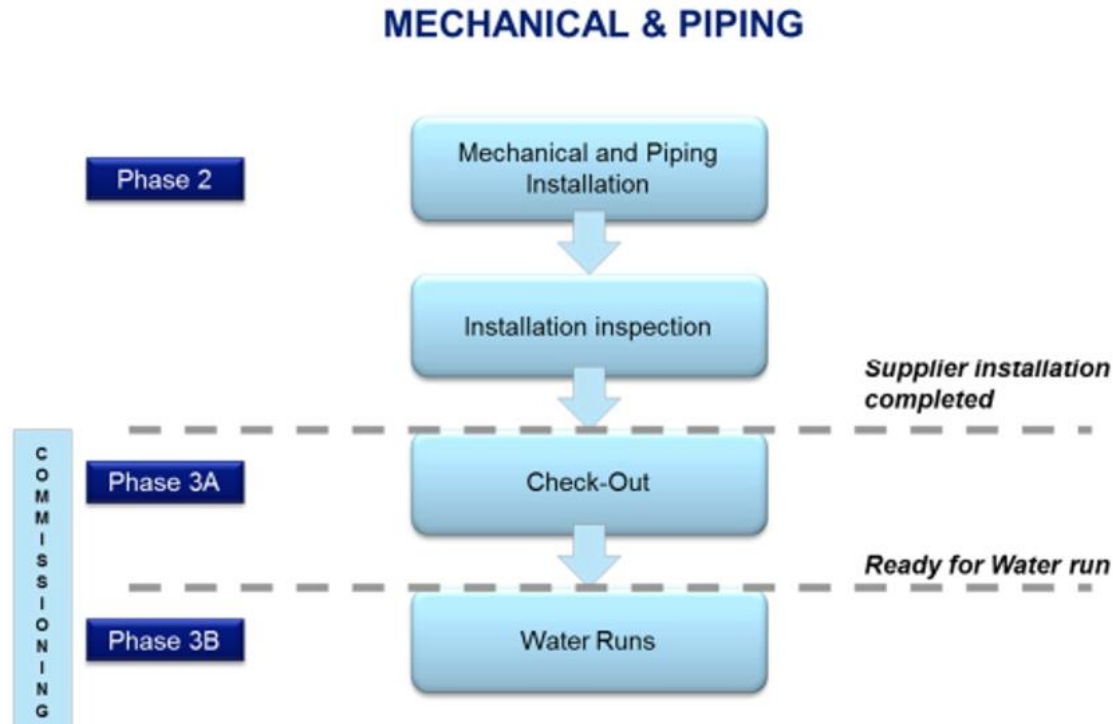 MECHANICAL & PIPING
Phase 2
Mechanical and Piping
Installation
Installation inspection
Supplier installation
completed
COMMISSIONING
Phase 3A
Check-Out
Ready for Water run
Phase 3B
Water Runs